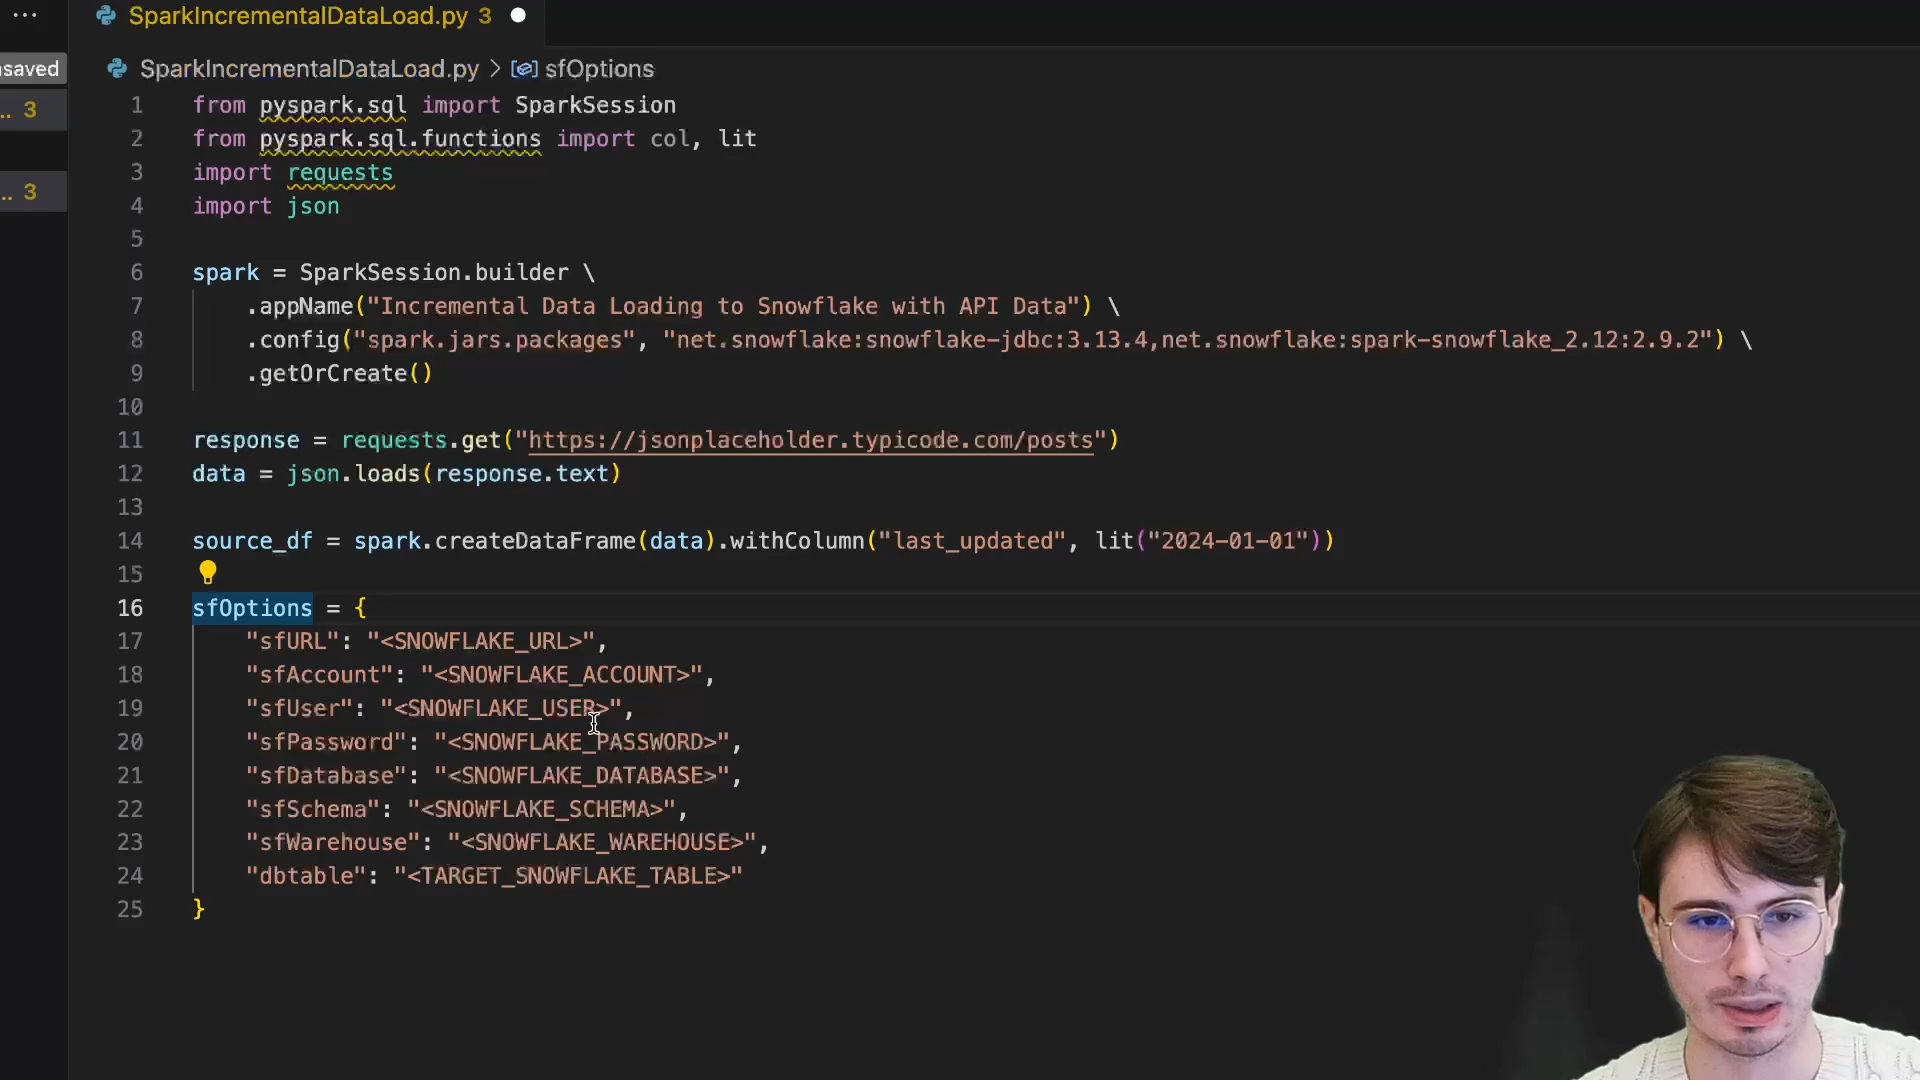 ... SparkIncrementalDataLoad.py 3
nsaved SparkIncrementalDataLoad.py > sfOptions
.. 3
.. 3
1 from pyspark.sql import SparkSession
2 from pyspark.sql.functions import col, lit
3 import requests
4 import json
5
6 spark = SparkSession.builder \
7 .appName("Incremental Data Loading to Snowflake with API Data") \
8 .config("spark.jars.packages", "net.snowflake:snowflake-jdbc:3.13.4,net.snowflake:spark-snowflake_2.12:2.9.2") \
9 .getOrCreate()
10
11 response = requests.get("https://jsonplaceholder.typicode.com/posts")
12 data = json.loads(response.text)
13
14 source_df = spark.createDataFrame(data).withColumn("last_updated", lit("2024-01-01"))
15
16 sfOptions = {
17 "sfURL": "<SNOWFLAKE_URL>",
18 "sfAccount": "<SNOWFLAKE_ACCOUNT>",
19 "sfUser": "<SNOWFLAKE_USER>",
20 "sfPassword": "<SNOWFLAKE_PASSWORD>",
21 "sfDatabase": "<SNOWFLAKE_DATABASE>",
22 "sfSchema": "<SNOWFLAKE_SCHEMA>",
23 "sfWarehouse": "<SNOWFLAKE_WAREHOUSE>",
24 "dbtable": "<TARGET_SNOWFLAKE_TABLE>"
25 }